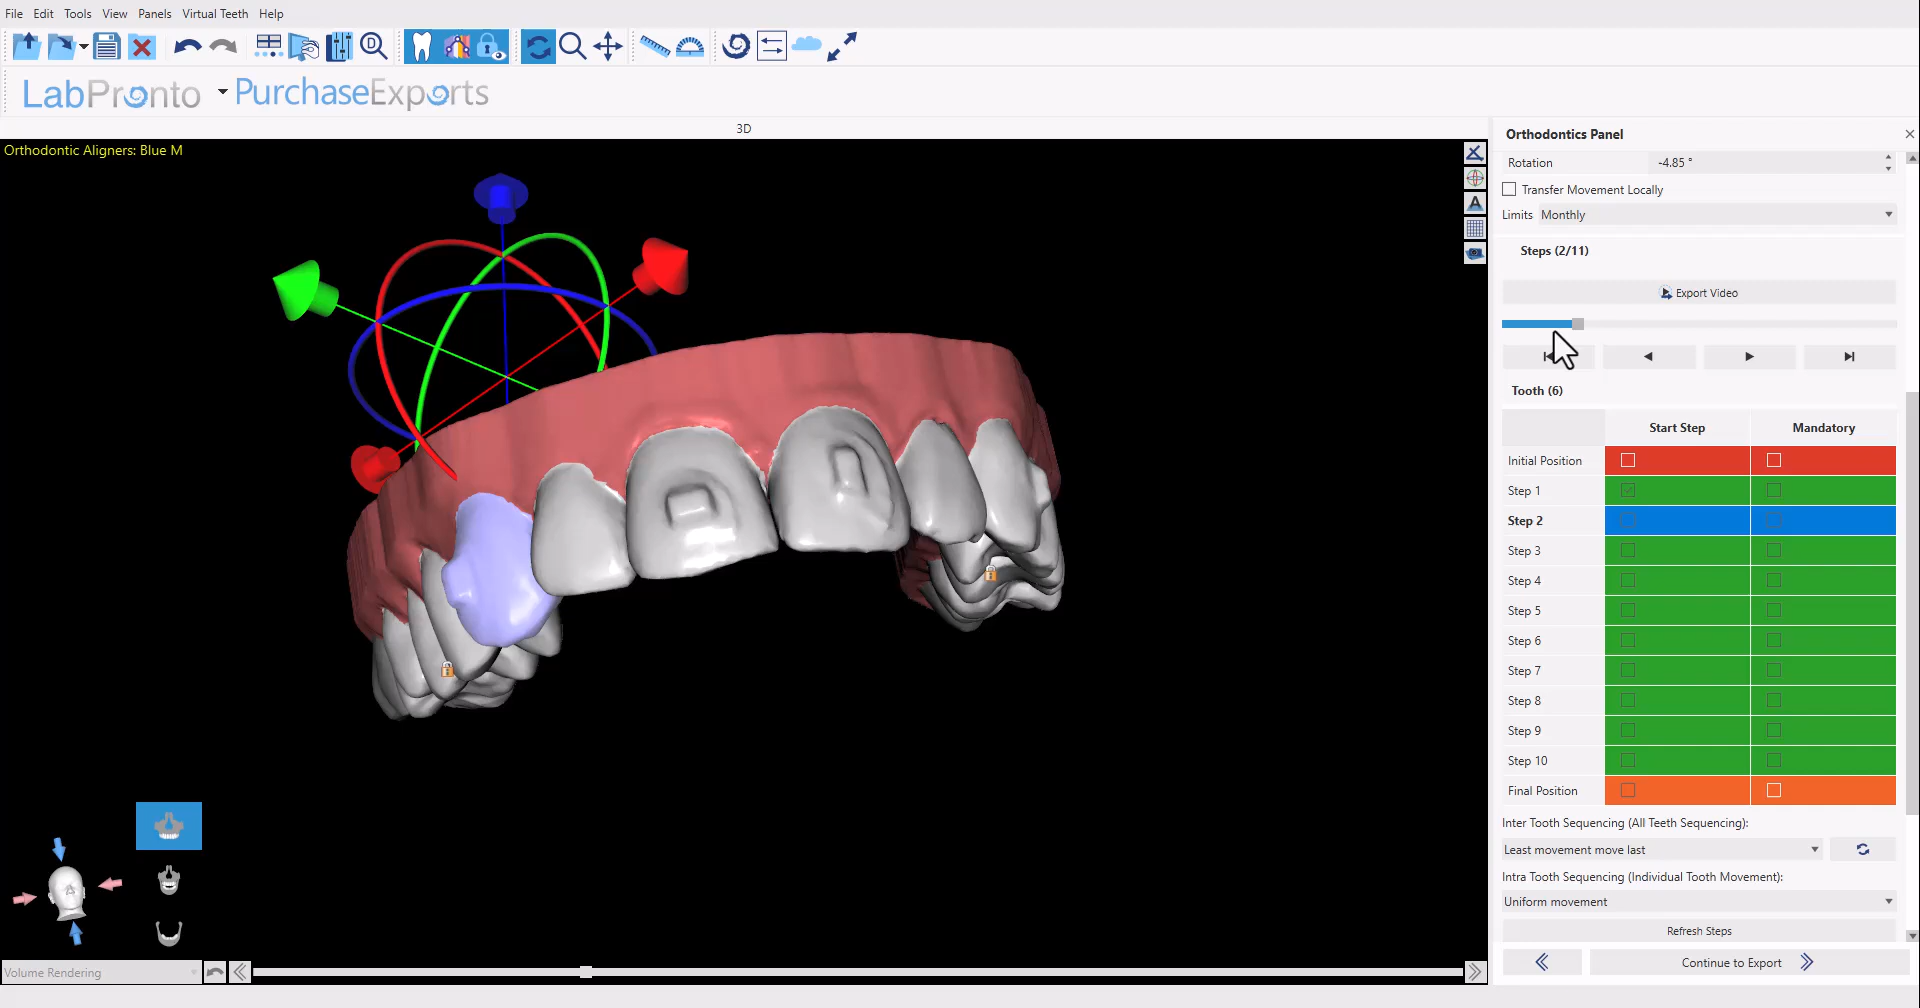 File Edit Tools View Panels Virtual Teeth Help
LabPronto PurchaseExports
3D
Orthodontic Aligners: Blue M
Orthodontics Panel
Rotation -4.85 °
Transfer Movement Locally
Limits Monthly
Steps (2/11)
Export Video
Tooth (6)
Start Step Mandatory
Initial Position
Step 1
Step 2
Step 3
Step 4
Step 5
Step 6
Step 7
Step 8
Step 9
Step 10
Final Position
Inter Tooth Sequencing (All Teeth Sequencing):
Least movement move last
Intra Tooth Sequencing (Individual Tooth Movement):
Uniform movement
Refresh Steps
Continue to Export
Volume Rendering